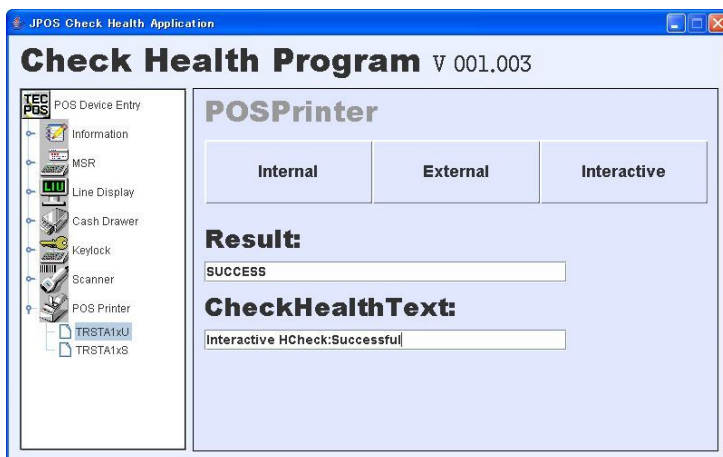 JPOS Check Health Application
Check Health Program V 001.003
TEC
POS
POS Device Entry
Information
MSR
LIU
Line Display
Cash Drawer
Keylock
Scanner
POS Printer
TRSTA1xU
TRSTA1xS
POSPrinter
Internal External Interactive
Result:
SUCCESS
CheckHealthText:
Interactive HCheck:Successful